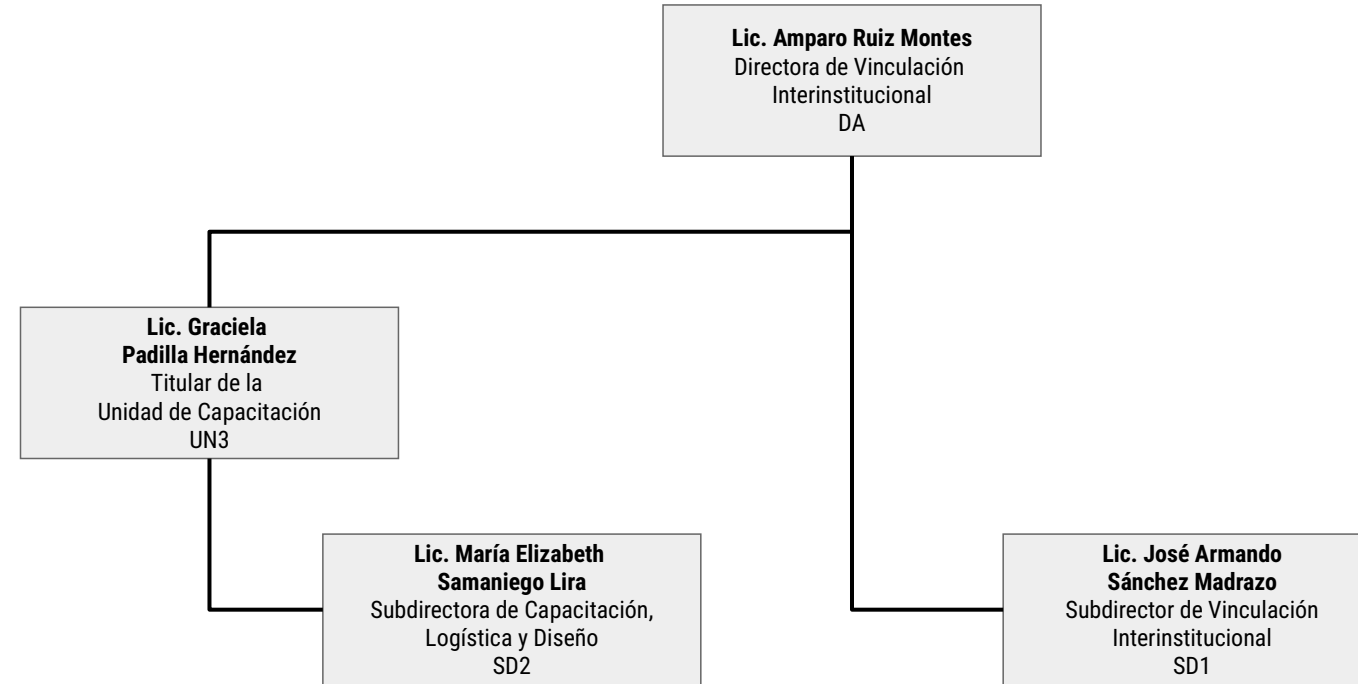 Lic. Amparo Ruiz Montes
Directora de Vinculación
Interinstitucional
DA
Lic. Graciela
Padilla Hernández
Titular de la
Unidad de Capacitación
UN3
Lic. María Elizabeth
Samaniego Lira
Subdirectora de Capacitación,
Logística y Diseño
SD2
Lic. José Armando
Sánchez Madrazo
Subdirector de Vinculación
Interinstitucional
SD1